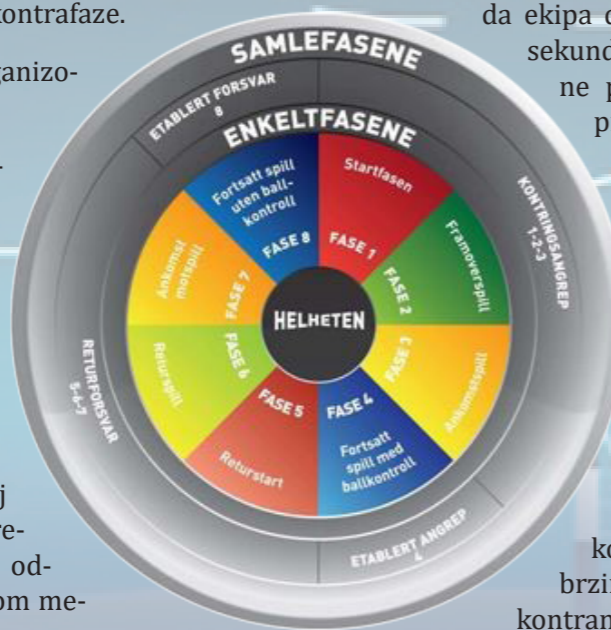 kontrafaze.
ganizo-
j
re-
od-
om me-
da ekipa
sekund
ne p
p
ko
brzin
kontran
SAMLEFASENE
ETABLERT FORSVAR
8
KONTRINGSANGREP
1-2-3
ETABLERT ANGREP
4
RETURFORSVAR
5-6-7
ENKELTFASENE
Startfasen
FASE 1
Framoverspill
FASE 2
Ankomstspill
FASE 3
Fortsatt
spill med
ballkontroll
FASE 4
Returstart
FASE 5
Returspill
FASE 6
Ankomst
motspill
FASE 7
Fortsatt spill
uten ball-
kontroll
FASE 8
HELHETEN